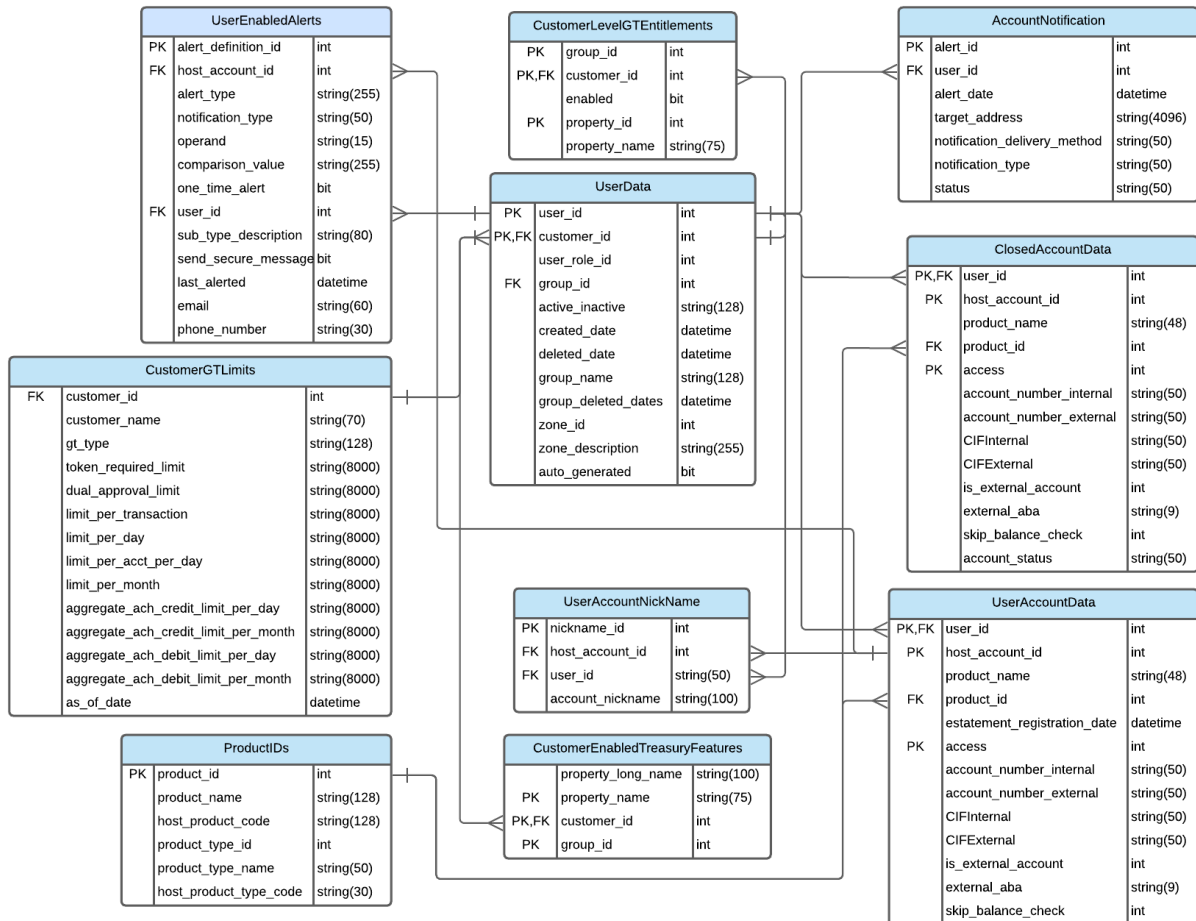 UserEnabledAlerts
PK alert_definition_id int
FK host_account_id int
alert_type string(255)
notification_type string(50)
operand string(15)
comparison_value string(255)
one_time_alert bit
FK user_id int
sub_type_description string(80)
send_secure_message bit
last_alerted datetime
email string(60)
phone_number string(30)
CustomerLevelGTEntitlements
PK group_id int
PK,FK customer_id int
enabled bit
PK property_id int
property_name string(75)
AccountNotification
PK alert_id int
FK user_id int
alert_date datetime
target_address string(4096)
notification_delivery_method string(50)
notification_type string(50)
status string(50)
UserData
PK user_id int
PK,FK customer_id int
user_role_id int
FK group_id int
active_inactive string(128)
created_date datetime
deleted_date datetime
group_name string(128)
group_deleted_dates datetime
zone_id int
zone_description string(255)
auto_generated bit
ClosedAccountData
PK,FK user_id int
PK host_account_id int
product_name string(48)
FK product_id int
PK access int
account_number_internal string(50)
account_number_external string(50)
CIFInternal string(50)
CIFExternal string(50)
is_external_account int
external_aba string(9)
skip_balance_check int
account_status string(50)
CustomerGTLimits
FK customer_id int
customer_name string(70)
gt_type string(128)
token_required_limit string(8000)
dual_approval_limit string(8000)
limit_per_transaction string(8000)
limit_per_day string(8000)
limit_per_acct_per_day string(8000)
limit_per_month string(8000)
aggregate_ach_credit_limit_per_day string(8000)
aggregate_ach_credit_limit_per_month string(8000)
aggregate_ach_debit_limit_per_day string(8000)
aggregate_ach_debit_limit_per_month string(8000)
as_of_date datetime
UserAccountNickName
PK nickname_id int
FK host_account_id int
FK user_id string(50)
account_nickname string(100)
UserAccountData
PK,FK user_id int
PK host_account_id int
product_name string(48)
FK product_id int
estatement_registration_date datetime
PK access int
account_number_internal string(50)
account_number_external string(50)
CIFInternal string(50)
CIFExternal string(50)
is_external_account int
external_aba string(9)
skip_balance_check int
ProductIDs
PK product_id int
product_name string(128)
host_product_code string(128)
product_type_id int
product_type_name string(50)
host_product_type_code string(30)
CustomerEnabledTreasuryFeatures
property_long_name string(100)
PK property_name string(75)
PK,FK customer_id int
PK group_id int